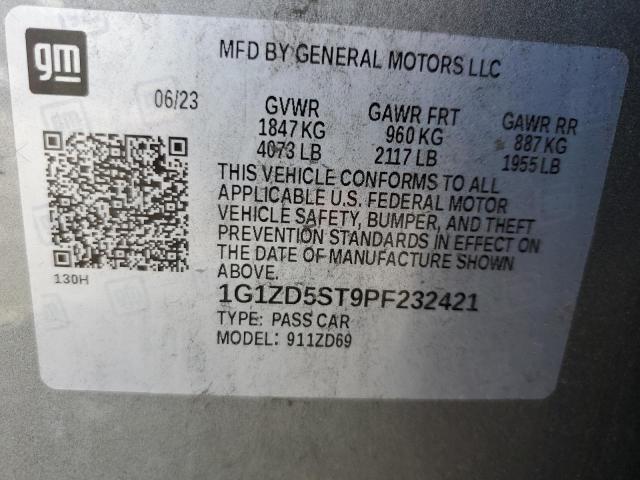 gm
MFD BY GENERAL MOTORS LLC
06/23
GVWR
1847 KG
4073 LB
GAWR FRT
960 KG
2117 LB
GAWR RR
887 KG
1955 LB
THIS VEHICLE CONFORMS TO ALL
APPLICABLE U.S. FEDERAL MOTOR
VEHICLE SAFETY, BUMPER, AND THEFT
PREVENTION STANDARDS IN EFFECT ON
THE DATE OF MANUFACTURE SHOWN
ABOVE.
130H
1G1ZD5ST9PF232421
TYPE: PASS CAR
MODEL: 911ZD69